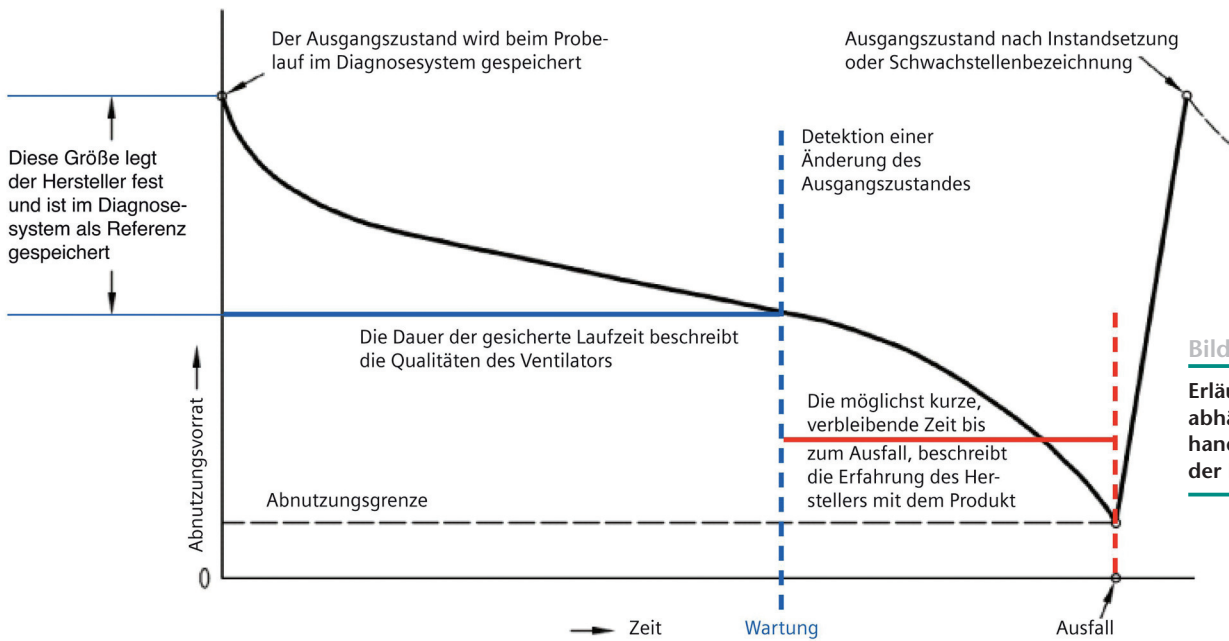 Der Ausgangszustand wird beim Probe-
lauf im Diagnosesystem gespeichert
Ausgangszustand nach Instandsetzung
oder Schwachstellenbezeichnung
Diese Größe legt
der Hersteller fest
und ist im Diagnose-
system als Referenz
gespeichert
Detektion einer
Änderung des
Ausgangszustandes
Die Dauer der gesicherte Laufzeit beschreibt
die Qualitäten des Ventilators
Bild
Die möglichst kurze,
verbleibende Zeit bis
zum Ausfall, beschreibt
die Erfahrung des Her-
stellers mit dem Produkt
Abnutzungsvorrat
Abnutzungsgrenze
0
Zeit
Wartung
Ausfall
der